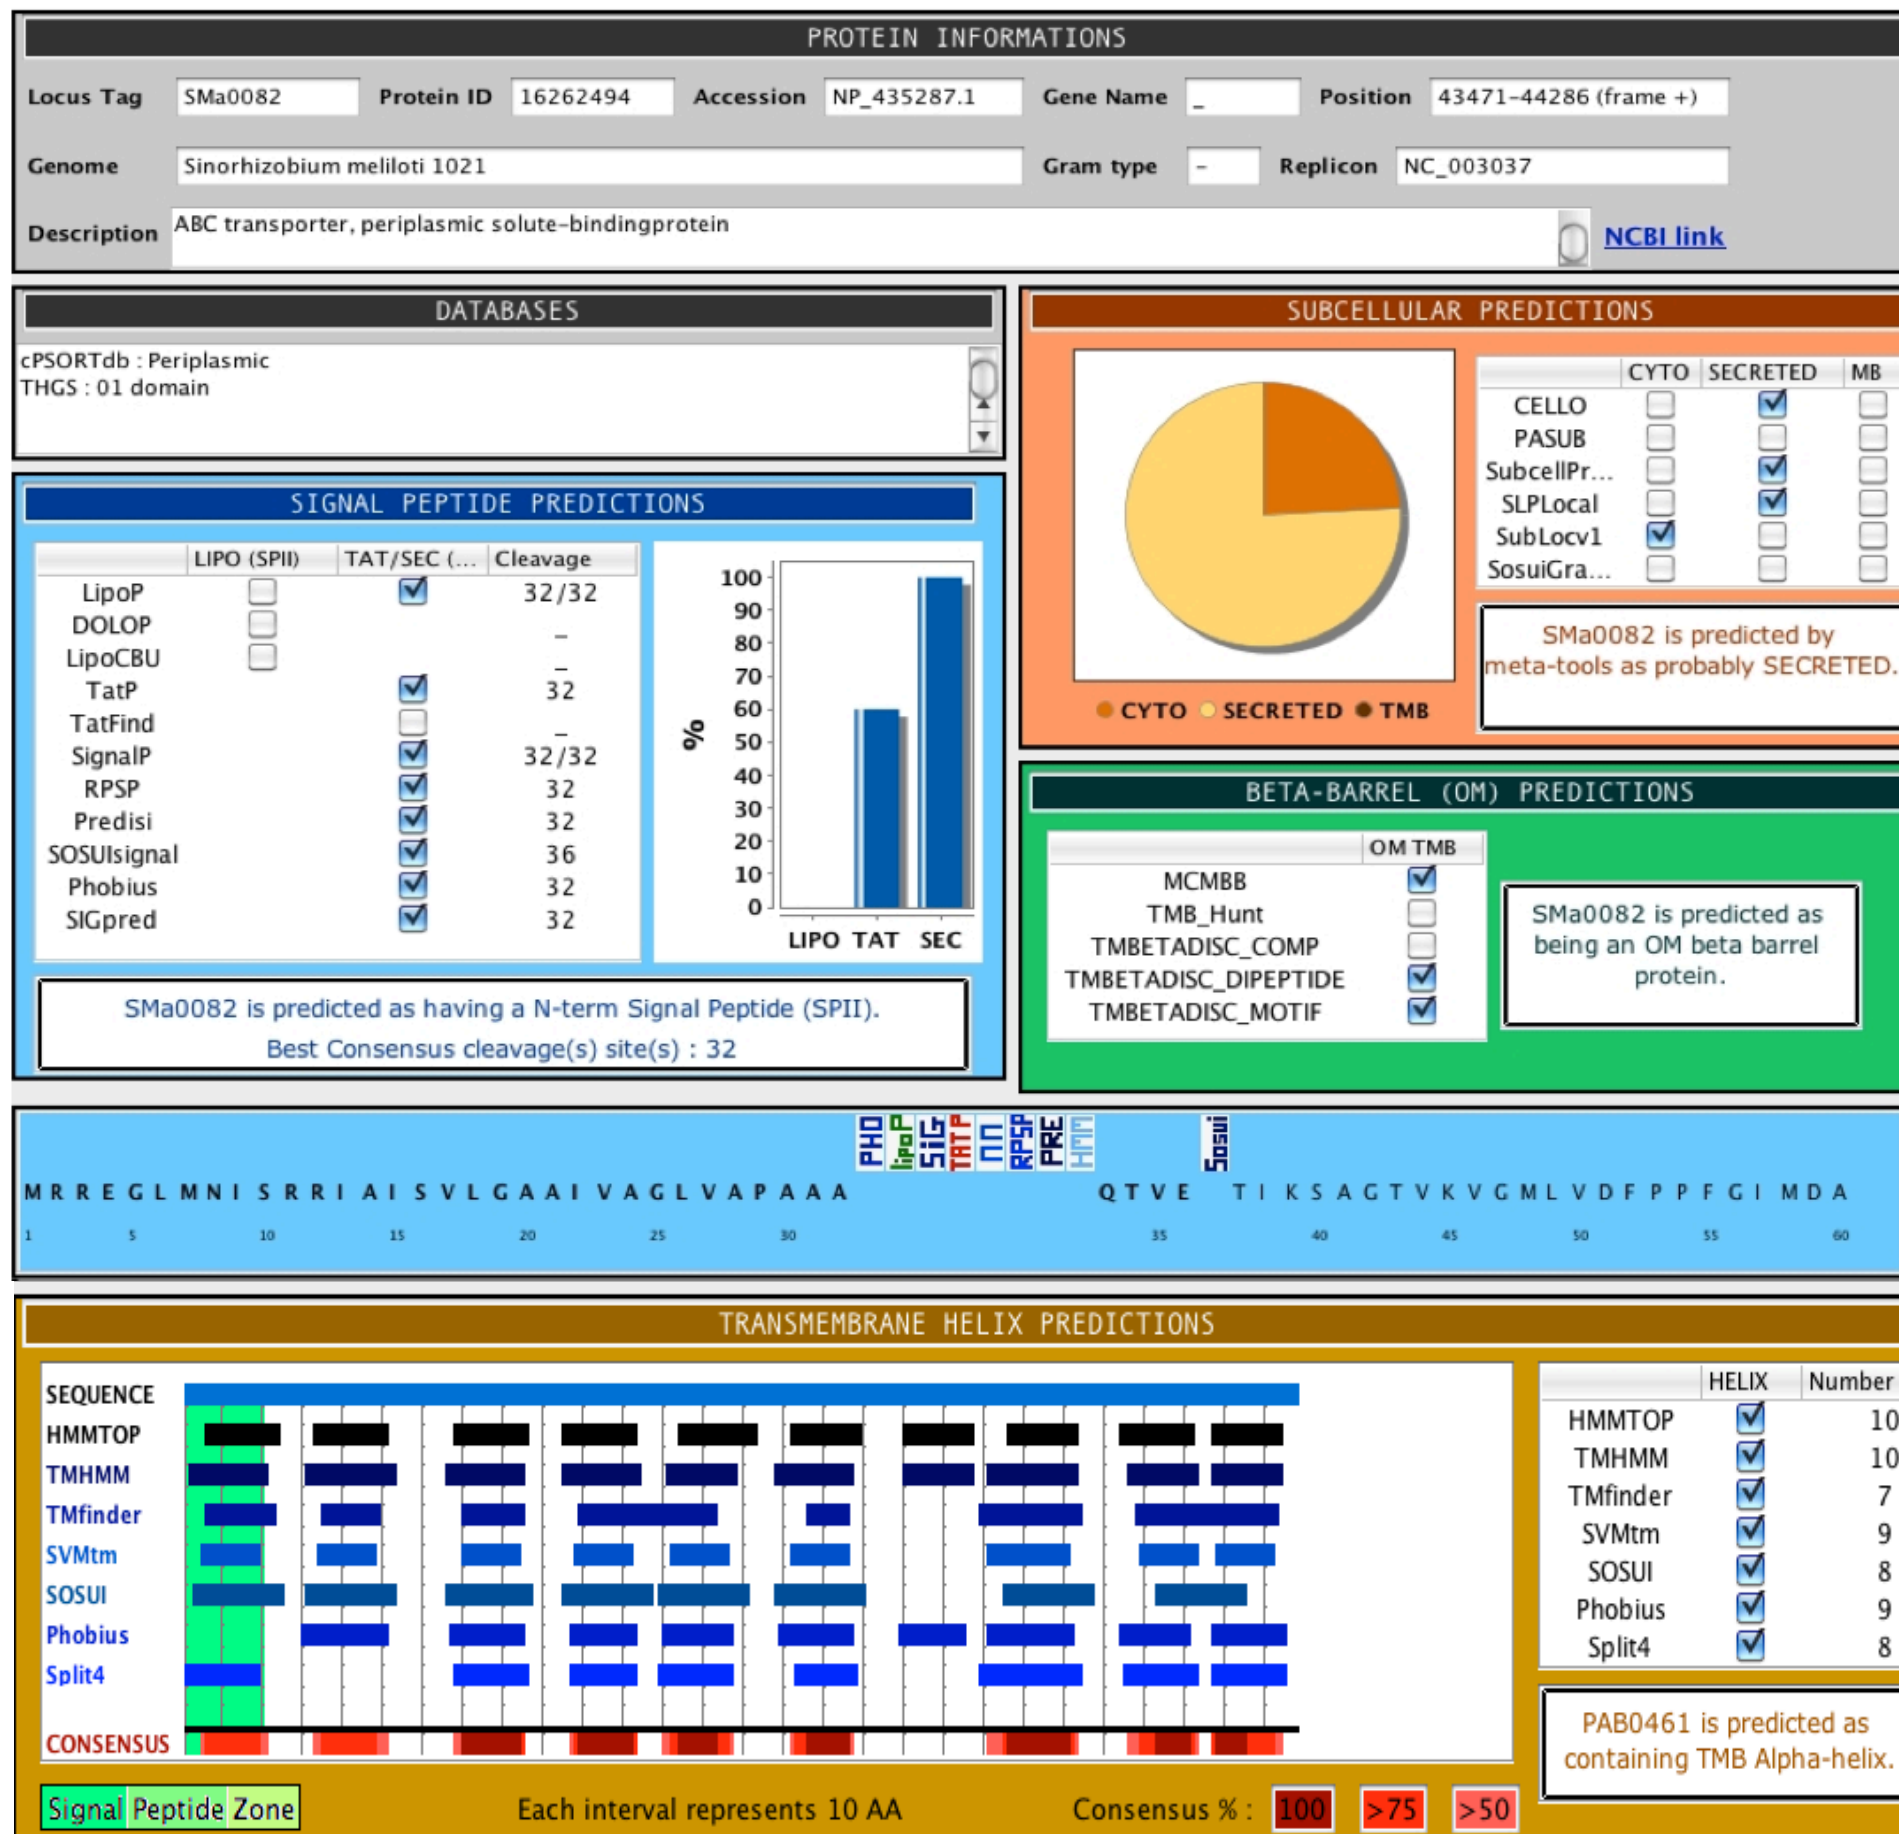 PROTEIN INFORMATIONS
Locus Tag SMa0082 Protein ID 16262494 Accession NP_435287.1 Gene Name _ Position 43471-44286 (frame +)
Genome Sinorhizobium meliloti 1021 Gram type - Replicon NC_003037
Description ABC transporter, periplasmic solute-bindingprotein NCBI link
DATABASES
cPSORTdb : Periplasmic
THGS : 01 domain
SIGNAL PEPTIDE PREDICTIONS
LIPO (SPII) TAT/SEC (... Cleavage
LipoP 32/32
DOLOP _
LipoCBU _
TatP 32
TatFind _
SignalP 32/32
RPSP 32
Predisi 32
SOSUIsignal 36
Phobius 32
SIGpred 32
100
90
80
70
60
50
40
30
20
10
0
%
LIPO TAT SEC
SMa0082 is predicted as having a N-term Signal Peptide (SPII).
Best Consensus cleavage(s) site(s) : 32
SUBCELLULAR PREDICTIONS
CYTO SECRETED TMB
CYTO SECRETED MB
CELLO
PASUB
SubcellPr...
SLPLocal
SubLocv1
SosuiGra...
SMa0082 is predicted by
meta-tools as probably SECRETED.
BETA-BARREL (OM) PREDICTIONS
OM TMB
MCMBB
TMB_Hunt
TMBETADISC_COMP
TMBETADISC_DIPEPTIDE
TMBETADISC_MOTIF
SMa0082 is predicted as
being an OM beta barrel
protein.
PHO lipoP SiG TATP NN RPSP PRE HMM Sosui
M R R E G L M N I S R R I A I S V L G A A I V A G L V A P A A A Q T V E T I K S A G T V K V G M L V D F P P F G I M D A
1 5 10 15 20 25 30 35 40 45 50 55 60
TRANSMEMBRANE HELIX PREDICTIONS
SEQUENCE
HMMTOP
TMHMM
TMfinder
SVMtm
SOSUI
Phobius
Split4
CONSENSUS
Signal Peptide Zone Each interval represents 10 AA Consensus % : 100 >75 >50
HELIX Number
HMMTOP 10
TMHMM 10
TMfinder 7
SVMtm 9
SOSUI 8
Phobius 9
Split4 8
PAB0461 is predicted as
containing TMB Alpha-helix.